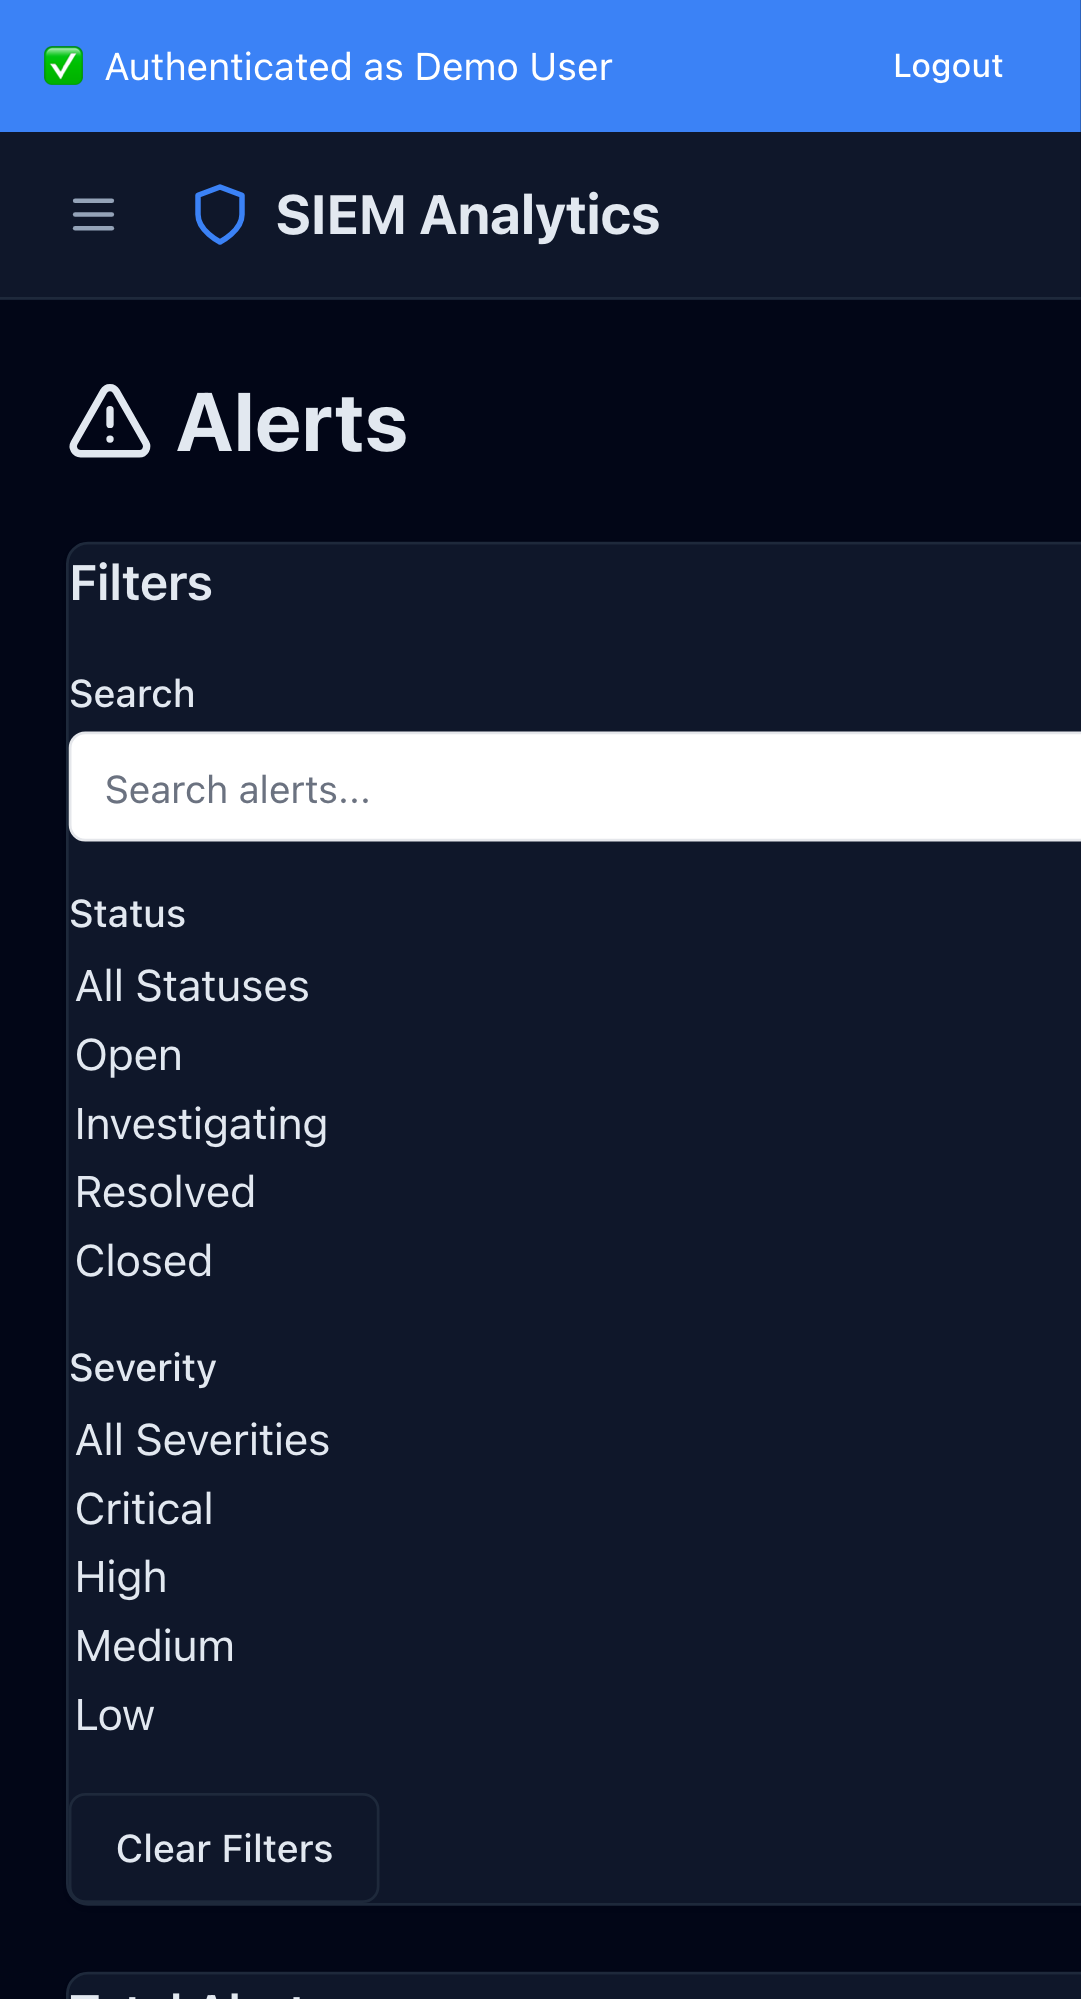 Authenticated as Demo User
Logout
SIEM Analytics
Alerts
Filters
Search
Search alerts...
Status
All Statuses
Open
Investigating
Resolved
Closed
Severity
All Severities
Critical
High
Medium
Low
Clear Filters